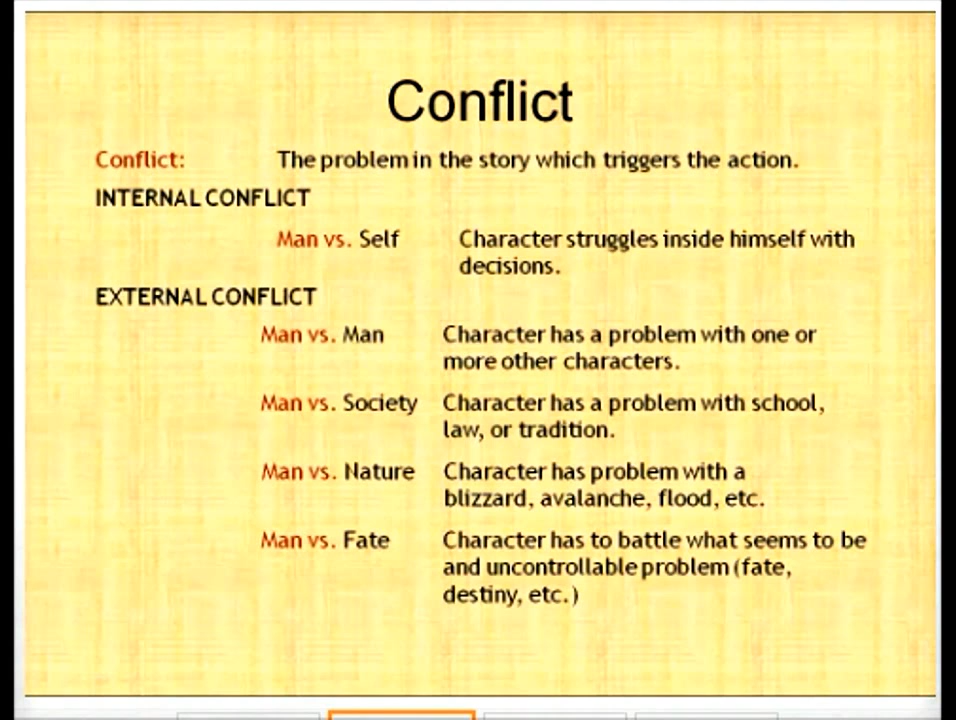 Conflict
Conflict: The problem in the story which triggers the action.
INTERNAL CONFLICT
Man vs. Self Character struggles inside himself with
decisions.
EXTERNAL CONFLICT
Man vs. Man Character has a problem with one or
more other characters.
Man vs. Society Character has a problem with school,
law, or tradition.
Man vs. Nature Character has problem with a
blizzard, avalanche, flood, etc.
Man vs. Fate Character has to battle what seems to be
and uncontrollable problem (fate,
destiny, etc.)